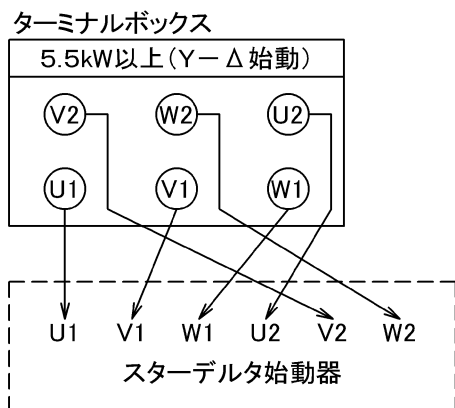 ターミナルボックス
5.5kW以上(Y－Δ始動)
V2 W2 U2
U1 V1 W1
U1 V1 W1 U2 V2 W2
スターデルタ始動器